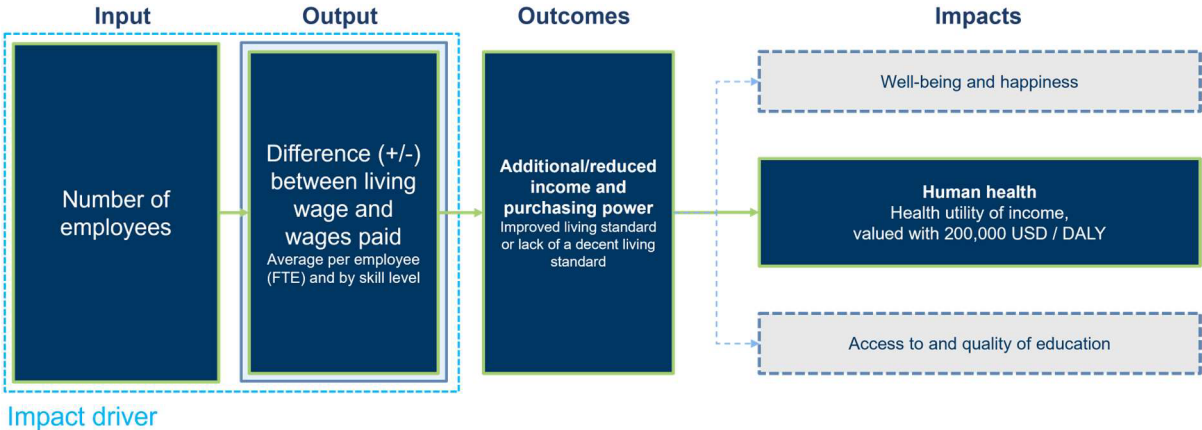 Input
Output
Outcomes
Impacts
Number of
employees
Difference (+/-)
between living
wage and
wages paid
Average per employee
(FTE) and by skill level
Additional/reduced
income and
purchasing power
Improved living standard
or lack of a decent living
standard
Well-being and happiness
Human health
Health utility of income,
valued with 200,000 USD / DALY
Access to and quality of education
Impact driver